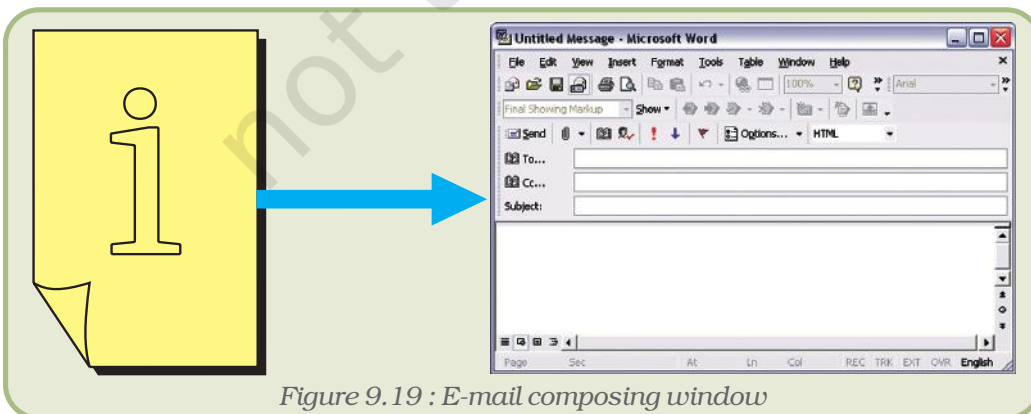 not
i
Untitled Message - Microsoft Word
File Edit View Insert Format Tools Table Window Help
100% Arial
Final Showing Markup Show
Send Options... HTML
To...
Cc...
Subject:
Page Sec At Ln Col REC TRK EXT OVR English
Figure 9.19 : E-mail composing window